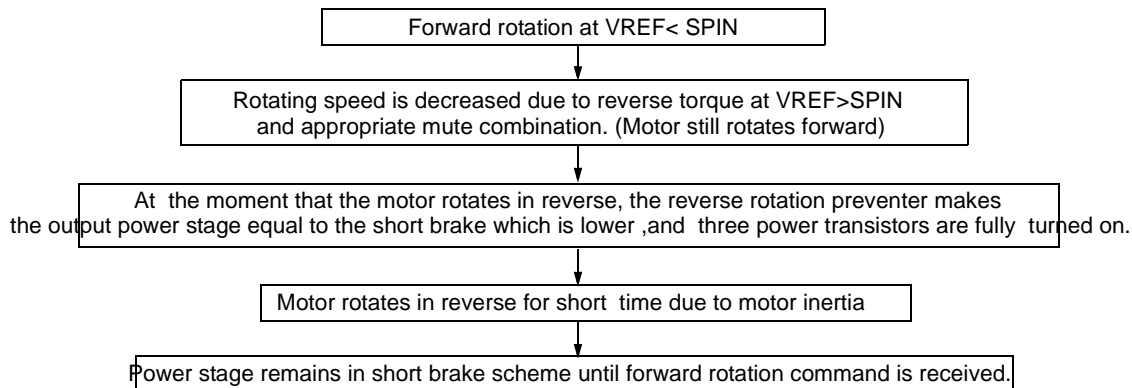 Forward rotation at VREF< SPIN
Rotating speed is decreased due to reverse torque at VREF>SPIN
and appropriate mute combination. (Motor still rotates forward)
At the moment that the motor rotates in reverse, the reverse rotation preventer makes
the output power stage equal to the short brake which is lower ,and three power transistors are fully turned on.
Motor rotates in reverse for short time due to motor inertia
Power stage remains in short brake scheme until forward rotation command is received.